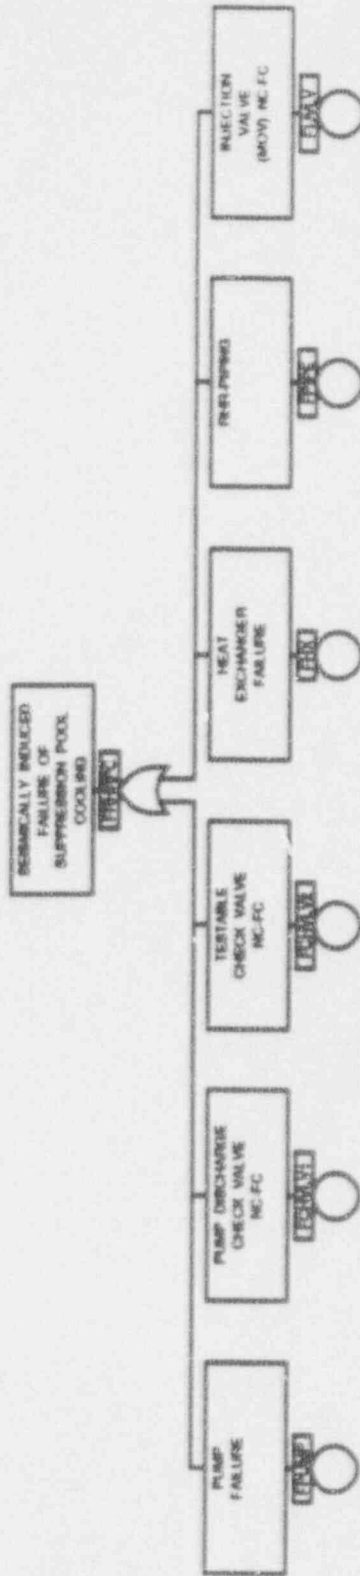 SEISMICALLY INDUCED
FAILURE OF
SUPPRESSION POOL
COOLING
PUMP
FAILURE
PUMP DISCHARGE
CHECK VALVE
NC-FC
TESTABLE
CHECK VALVE
NC-FC
HEAT
EXCHANGER
FAILURE
RHR-PIPING
INJECTION
VALVE
(MOV) NC-FC
FHX